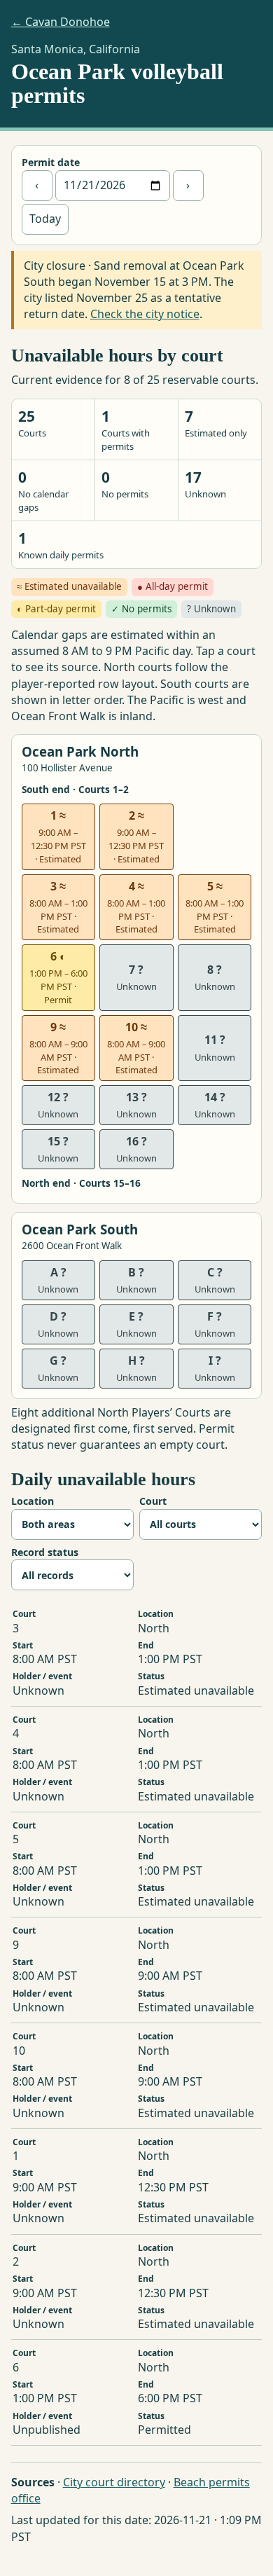 ← Cavan Donohoe
Santa Monica, California
Ocean Park volleyball
permits
Permit date
‹ 11/21/2026 ›
Today
City closure · Sand removal at Ocean Park
South began November 15 at 3 PM. The
city listed November 25 as a tentative
return date. Check the city notice.
Unavailable hours by court
Current evidence for 8 of 25 reservable courts.
25
Courts
1
Courts with
permits
7
Estimated only
0
No calendar
gaps
0
No permits
17
Unknown
1
Known daily permits
≈ Estimated unavailable
● All-day permit
◖ Part-day permit
✓ No permits
? Unknown
Calendar gaps are estimated within an
assumed 8 AM to 9 PM Pacific day. Tap a court
to see its source. North courts follow the
player-reported row layout. South courts are
shown in letter order. The Pacific is west and
Ocean Front Walk is inland.
Ocean Park North
100 Hollister Avenue
South end · Courts 1–2
1 ≈
9:00 AM –
12:30 PM PST
· Estimated
2 ≈
9:00 AM –
12:30 PM PST
· Estimated
3 ≈
8:00 AM – 1:00
PM PST ·
Estimated
4 ≈
8:00 AM – 1:00
PM PST ·
Estimated
5 ≈
8:00 AM – 1:00
PM PST ·
Estimated
6 ◖
1:00 PM – 6:00
PM PST ·
Permit
7 ?
Unknown
8 ?
Unknown
9 ≈
8:00 AM – 9:00
AM PST ·
Estimated
10 ≈
8:00 AM – 9:00
AM PST ·
Estimated
11 ?
Unknown
12 ?
Unknown
13 ?
Unknown
14 ?
Unknown
15 ?
Unknown
16 ?
Unknown
North end · Courts 15–16
Ocean Park South
2600 Ocean Front Walk
A ?
Unknown
B ?
Unknown
C ?
Unknown
D ?
Unknown
E ?
Unknown
F ?
Unknown
G ?
Unknown
H ?
Unknown
I ?
Unknown
Eight additional North Players’ Courts are
designated first come, first served. Permit
status never guarantees an empty court.
Daily unavailable hours
Location
Both areas
Court
All courts
Record status
All records
Court Location
3 North
Start End
8:00 AM PST 1:00 PM PST
Holder / event Status
Unknown Estimated unavailable
Court Location
4 North
Start End
8:00 AM PST 1:00 PM PST
Holder / event Status
Unknown Estimated unavailable
Court Location
5 North
Start End
8:00 AM PST 1:00 PM PST
Holder / event Status
Unknown Estimated unavailable
Court Location
9 North
Start End
8:00 AM PST 9:00 AM PST
Holder / event Status
Unknown Estimated unavailable
Court Location
10 North
Start End
8:00 AM PST 9:00 AM PST
Holder / event Status
Unknown Estimated unavailable
Court Location
1 North
Start End
9:00 AM PST 12:30 PM PST
Holder / event Status
Unknown Estimated unavailable
Court Location
2 North
Start End
9:00 AM PST 12:30 PM PST
Holder / event Status
Unknown Estimated unavailable
Court Location
6 North
Start End
1:00 PM PST 6:00 PM PST
Holder / event Status
Unpublished Permitted
Sources · City court directory · Beach permits
office
Last updated for this date: 2026-11-21 · 1:09 PM
PST